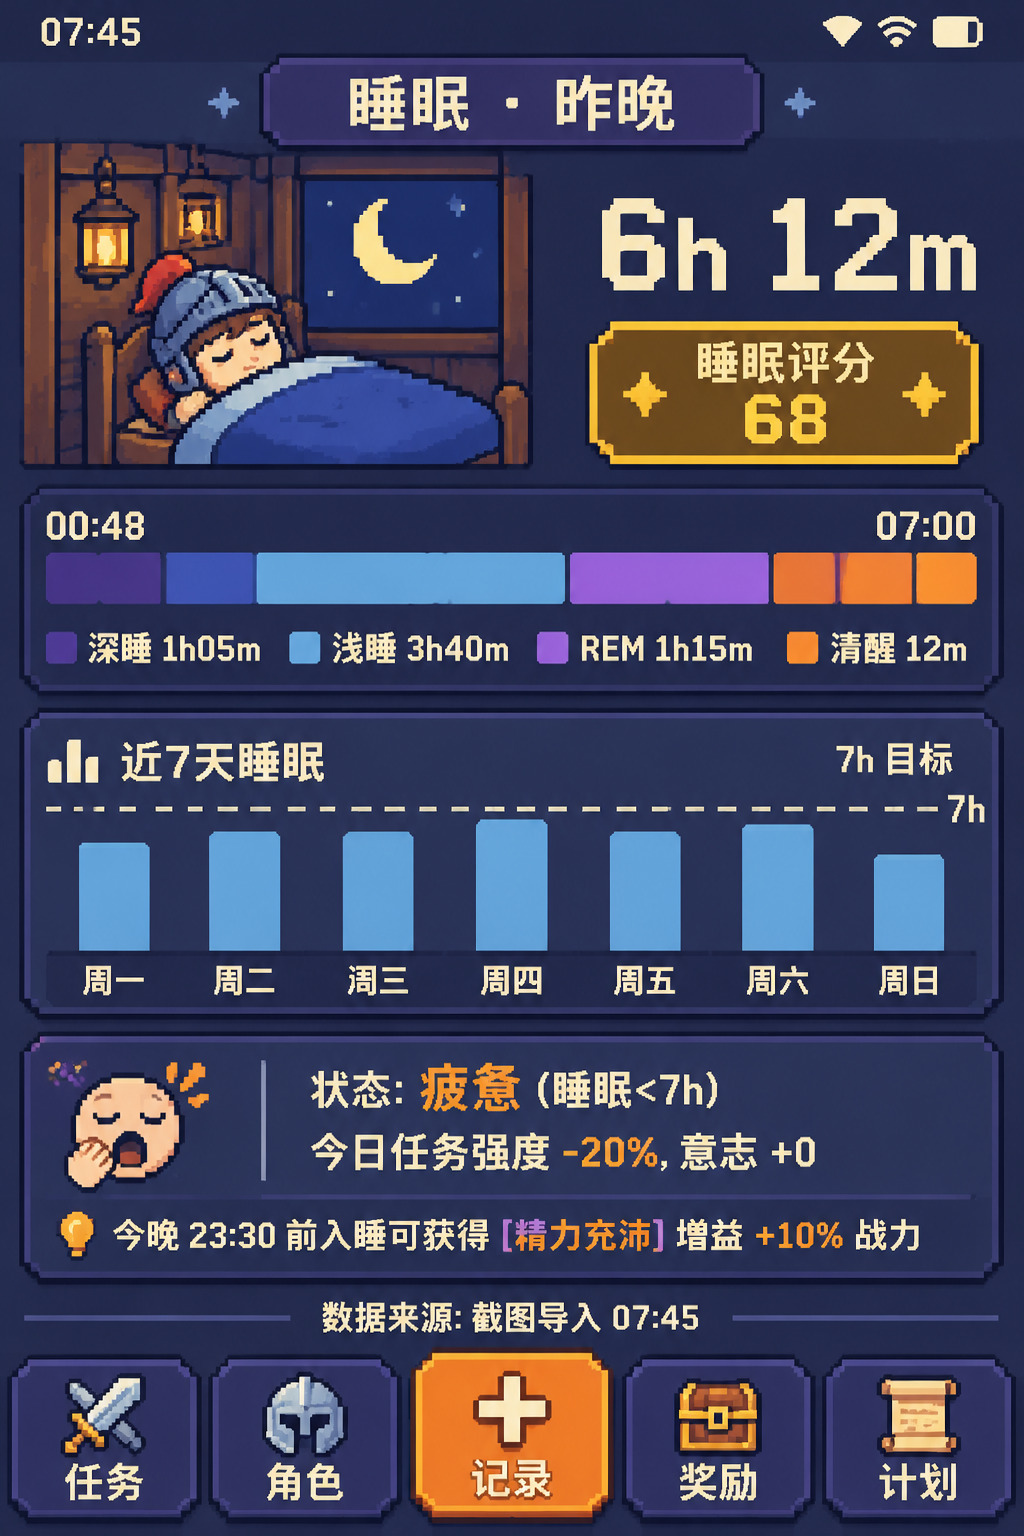 07:45
睡眠 · 昨晚
6h 12m
睡眠评分
68
00:48 07:00
深睡 1h05m 浅睡 3h40m REM 1h15m 清醒 12m
近7天睡眠 7h 目标
7h
周一 周二 周三 周四 周五 周六 周日
状态: 疲惫 (睡眠<7h)
今日任务强度 -20%, 意志 +0
今晚 23:30 前入睡可获得 [精力充沛] 增益 +10% 战力
数据来源: 截图导入 07:45
任务 角色 记录 奖励 计划